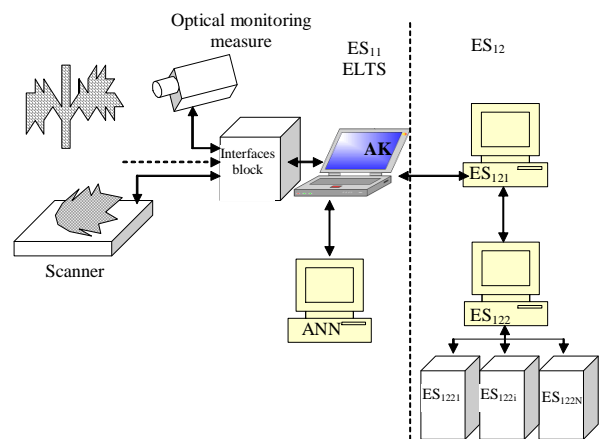 Optical monitoring
measure
ES₁₁
ELTS
ES₁₂
Interfaces
block
AK
ES₁₂₁
Scanner
ANN
ES₁₂₂
ES₁₂₂₁
ES₁₂₂ᵢ
ES₁₂₂N